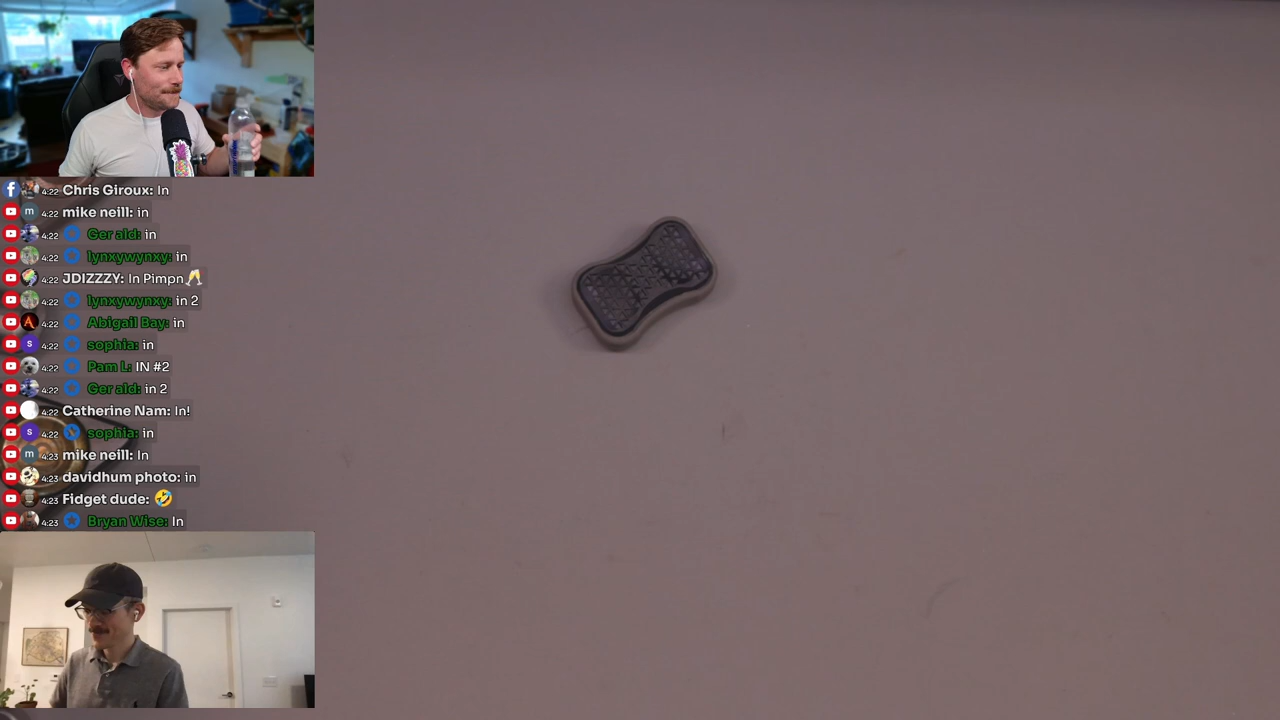 4:22 Chris Giroux: In
4:22 mike neill: in
4:22 Ger ald: in
4:22 lynxywynxy: in
4:22 JDIZZZY: In Pimpn🥂
4:22 lynxywynxy: in 2
4:22 Abigail Bay: in
4:22 sophia: in
4:22 Pam L: IN #2
4:22 Ger ald: in 2
4:22 Catherine Nam: In!
4:22 sophia: in
4:23 mike neill: In
4:23 davidhum photo: in
4:23 Fidget dude: 🤣
4:23 Bryan Wise: In